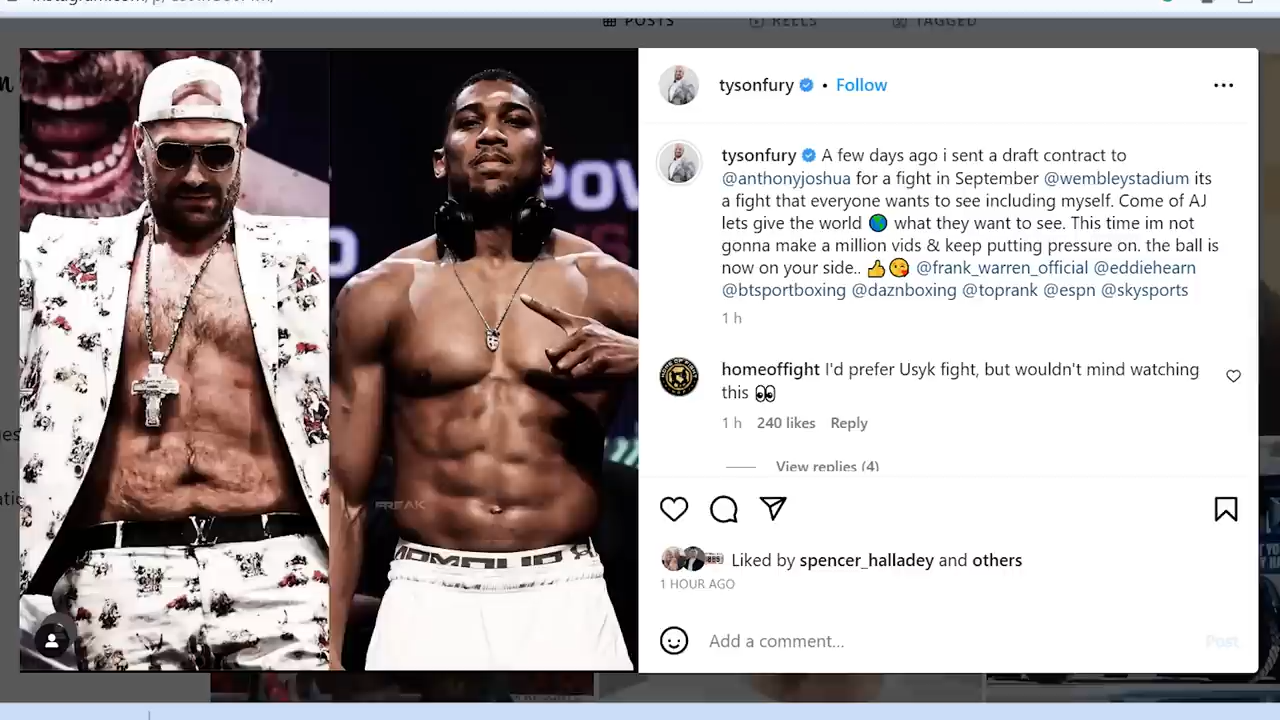 POSTS REELS TAGGED
POW
tysonfury • Follow
tysonfury A few days ago i sent a draft contract to
@anthonyjoshua for a fight in September @wembleystadium its
a fight that everyone wants to see including myself. Come of AJ
lets give the world 🌍 what they want to see. This time im not
gonna make a million vids & keep putting pressure on. the ball is
now on your side.. 👍😘 @frank_warren_official @eddiehearn
@btsportboxing @daznboxing @toprank @espn @skysports
1 h
homeoffight I'd prefer Usyk fight, but wouldn't mind watching
this 👀
1 h 240 likes Reply
View replies (4)
FREAK
Liked by spencer_halladey and others
1 HOUR AGO
Add a comment...
Post